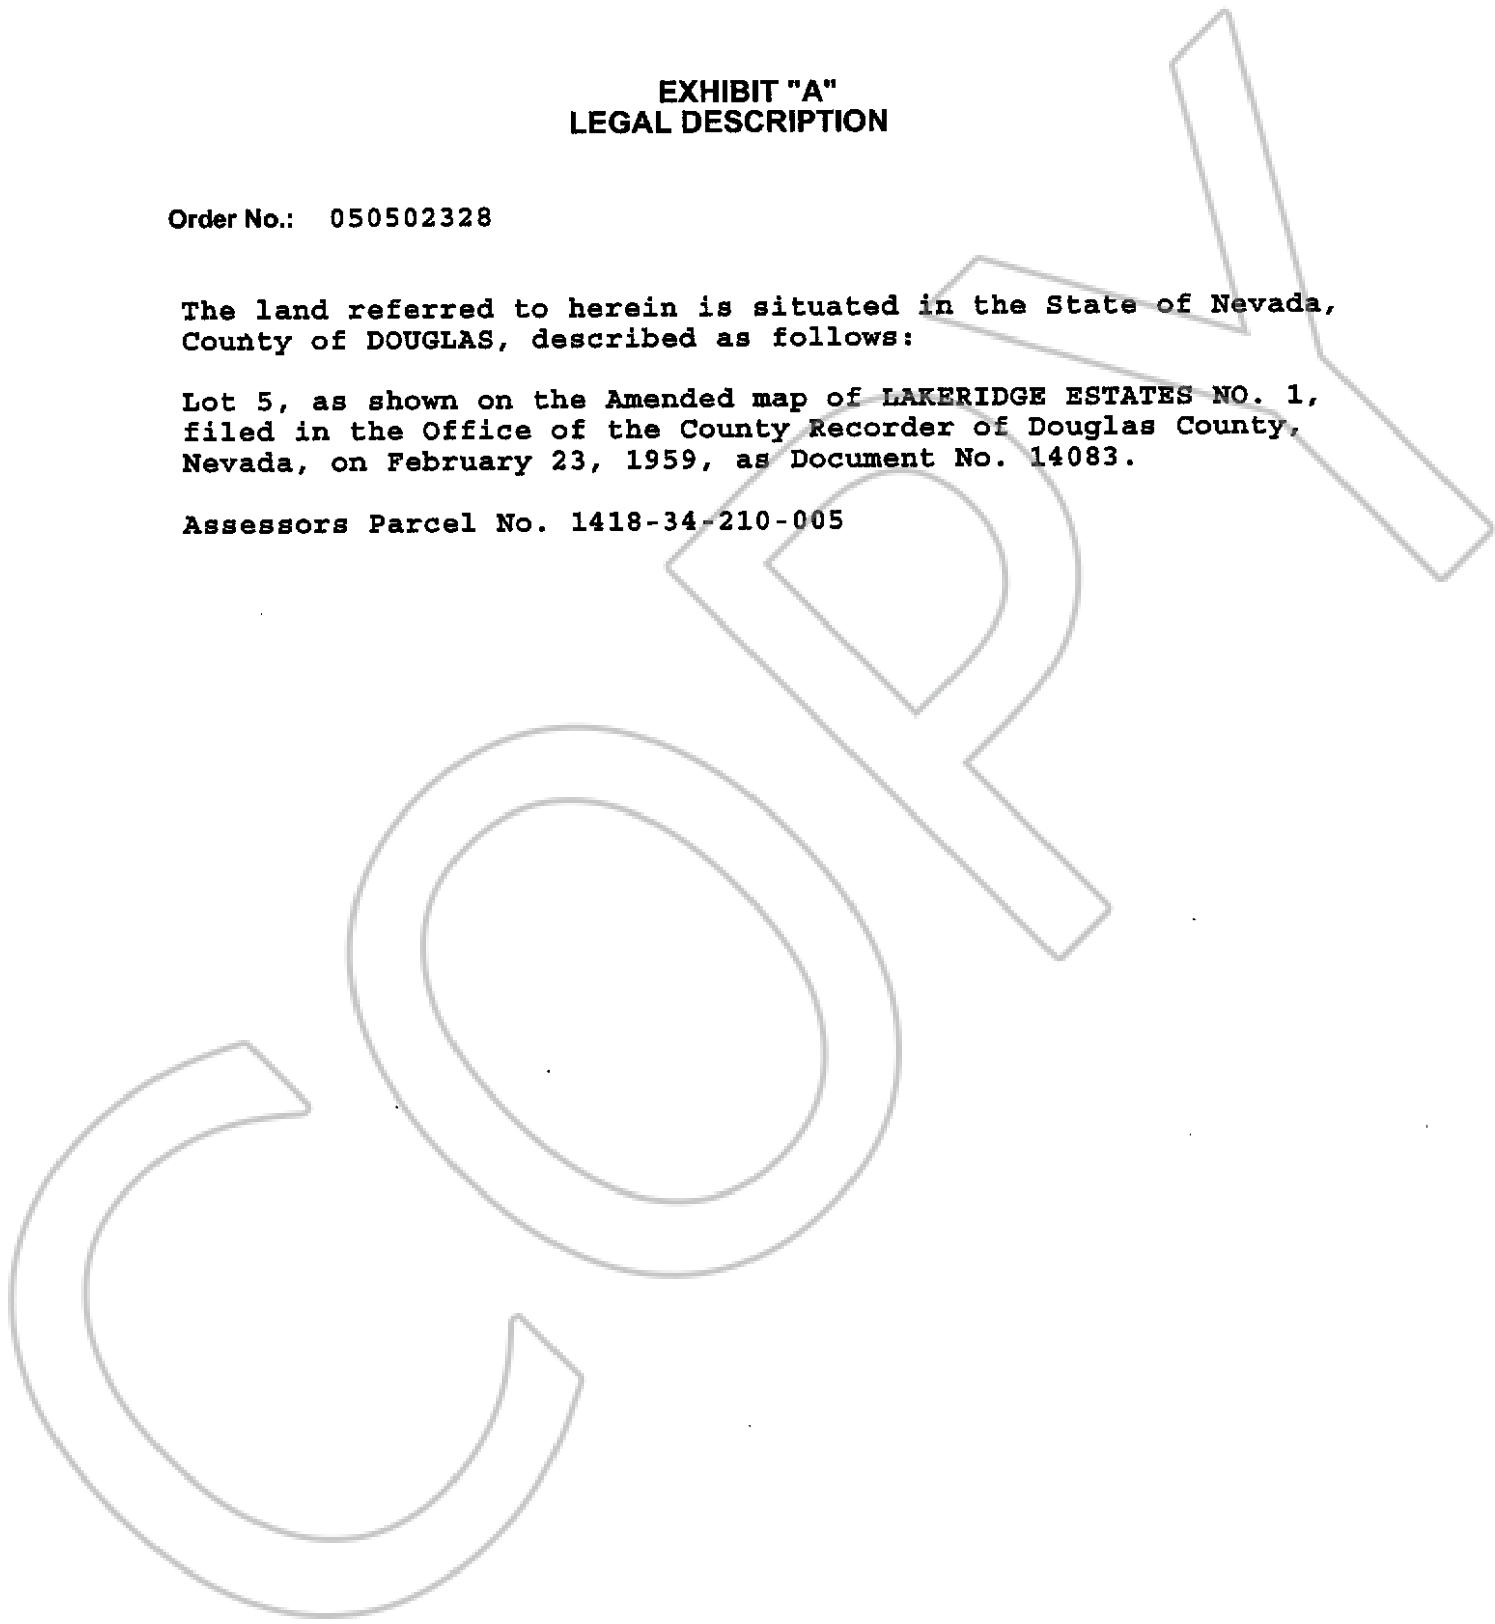 EXHIBIT "A"
LEGAL DESCRIPTION
Order No.: 050502328
The land referred to herein is situated in the State of Nevada,
County of DOUGLAS, described as follows:
Lot 5, as shown on the Amended map of LAKERIDGE ESTATES NO. 1,
filed in the Office of the County Recorder of Douglas County,
Nevada, on February 23, 1959, as Document No. 14083.
Assessors Parcel No. 1418-34-210-005
COPY